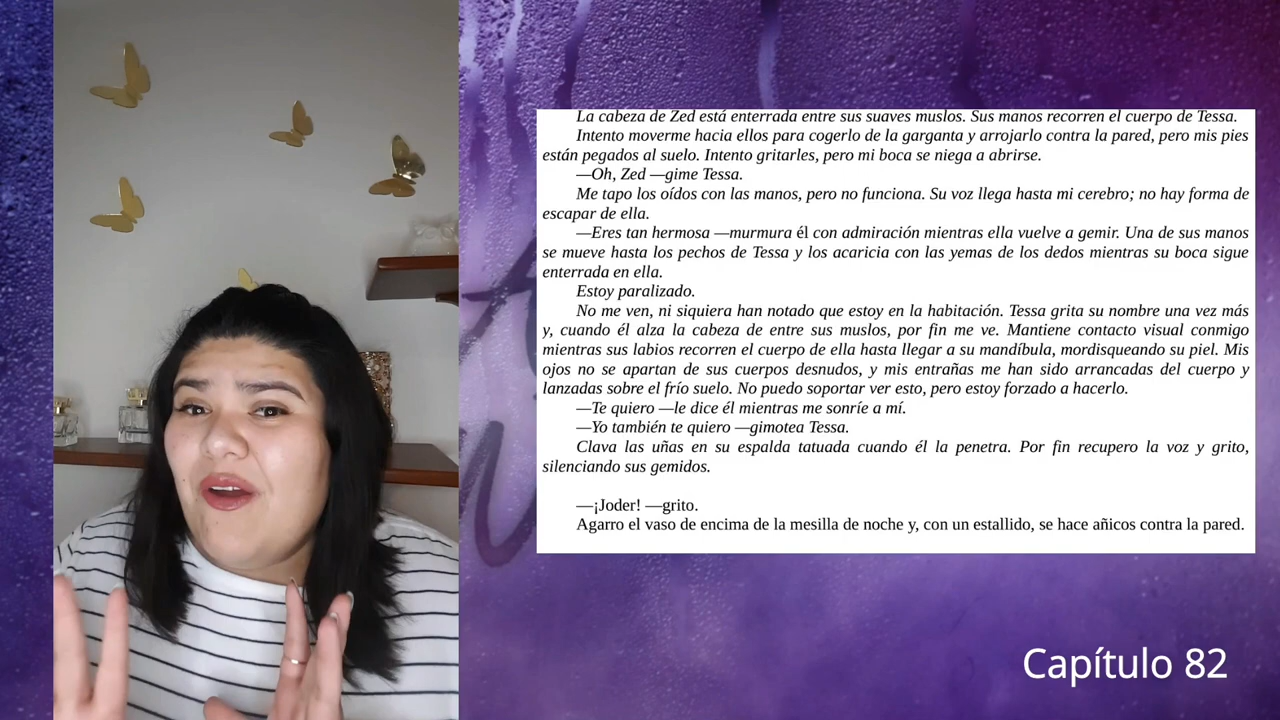 La cabeza de Zed está enterrada entre sus suaves muslos. Sus manos recorren el cuerpo de Tessa.
Intento moverme hacia ellos para cogerlo de la garganta y arrojarlo contra la pared, pero mis pies
están pegados al suelo. Intento gritarles, pero mi boca se niega a abrirse.
—Oh, Zed —gime Tessa.
Me tapo los oídos con las manos, pero no funciona. Su voz llega hasta mi cerebro; no hay forma de
escapar de ella.
—Eres tan hermosa —murmura él con admiración mientras ella vuelve a gemir. Una de sus manos
se mueve hasta los pechos de Tessa y los acaricia con las yemas de los dedos mientras su boca sigue
enterrada en ella.
Estoy paralizado.
No me ven, ni siquiera han notado que estoy en la habitación. Tessa grita su nombre una vez más
y, cuando él alza la cabeza de entre sus muslos, por fin me ve. Mantiene contacto visual conmigo
mientras sus labios recorren el cuerpo de ella hasta llegar a su mandíbula, mordisqueando su piel. Mis
ojos no se apartan de sus cuerpos desnudos, y mis entrañas me han sido arrancadas del cuerpo y
lanzadas sobre el frío suelo. No puedo soportar ver esto, pero estoy forzado a hacerlo.
—Te quiero —le dice él mientras me sonríe a mí.
—Yo también te quiero —gimotea Tessa.
Clava las uñas en su espalda tatuada cuando él la penetra. Por fin recupero la voz y grito,
silenciando sus gemidos.
—¡Joder! —grito.
Agarro el vaso de encima de la mesilla de noche y, con un estallido, se hace añicos contra la pared.
Capítulo 82